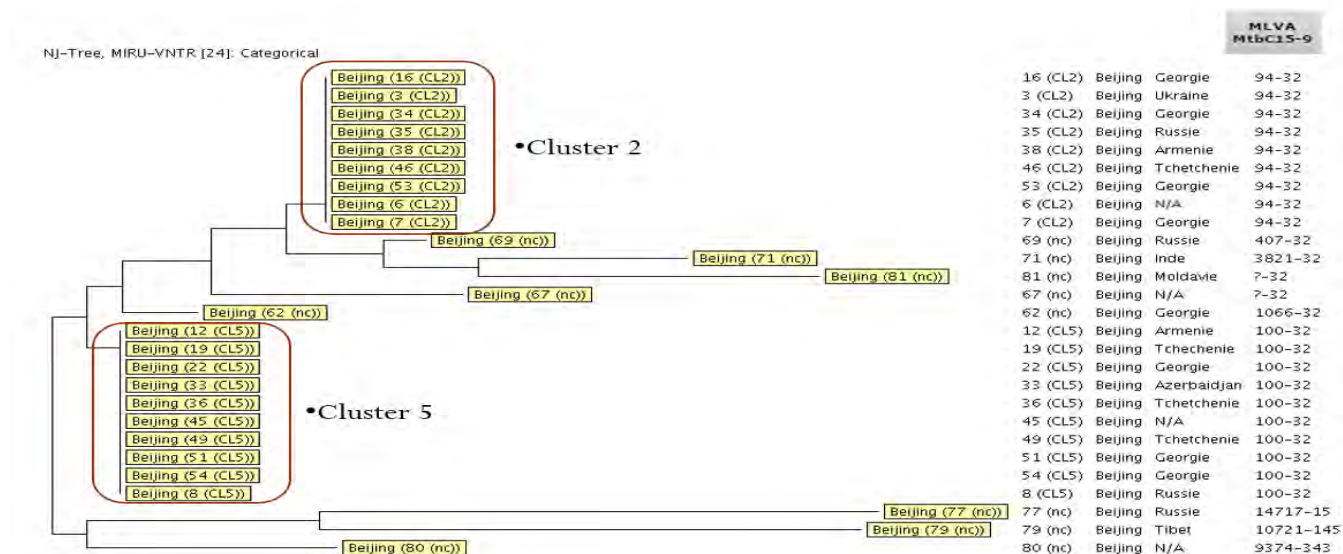 MLVA
MtbC15-9
NJ-Tree, MIRU-VNTR [24]: Categorical
Beijing (16 (CL2)) 16 (CL2) Beijing Georgie 94-32
Beijing (3 (CL2)) 3 (CL2) Beijing Ukraine 94-32
Beijing (34 (CL2)) 34 (CL2) Beijing Georgie 94-32
Beijing (35 (CL2)) 35 (CL2) Beijing Russie 94-32
Beijing (38 (CL2)) •Cluster 2 38 (CL2) Beijing Armenie 94-32
Beijing (46 (CL2)) 46 (CL2) Beijing Tchetchenie 94-32
Beijing (53 (CL2)) 53 (CL2) Beijing Georgie 94-32
Beijing (6 (CL2)) 6 (CL2) Beijing N/A 94-32
Beijing (7 (CL2)) 7 (CL2) Beijing Georgie 94-32
Beijing (69 (nc)) 69 (nc) Beijing Russie 407-32
Beijing (71 (nc)) 71 (nc) Beijing Inde 3821-32
Beijing (81 (nc)) 81 (nc) Beijing Moldavie ?-32
Beijing (67 (nc)) 67 (nc) Beijing N/A ?-32
Beijing (62 (nc)) 62 (nc) Beijing Georgie 1066-32
Beijing (12 (CL5)) 12 (CL5) Beijing Armenie 100-32
Beijing (19 (CL5)) 19 (CL5) Beijing Tchechenie 100-32
Beijing (22 (CL5)) 22 (CL5) Beijing Georgie 100-32
Beijing (33 (CL5)) 33 (CL5) Beijing Azerbaidjan 100-32
Beijing (36 (CL5)) •Cluster 5 36 (CL5) Beijing Tchetchenie 100-32
Beijing (45 (CL5)) 45 (CL5) Beijing N/A 100-32
Beijing (49 (CL5)) 49 (CL5) Beijing Tchetchenie 100-32
Beijing (51 (CL5)) 51 (CL5) Beijing Georgie 100-32
Beijing (54 (CL5)) 54 (CL5) Beijing Georgie 100-32
Beijing (8 (CL5)) 8 (CL5) Beijing Russie 100-32
Beijing (77 (nc)) 77 (nc) Beijing Russie 14717-15
Beijing (79 (nc)) 79 (nc) Beijing Tibet 10721-145
Beijing (80 (nc)) 80 (nc) Beijing N/A 9374-343